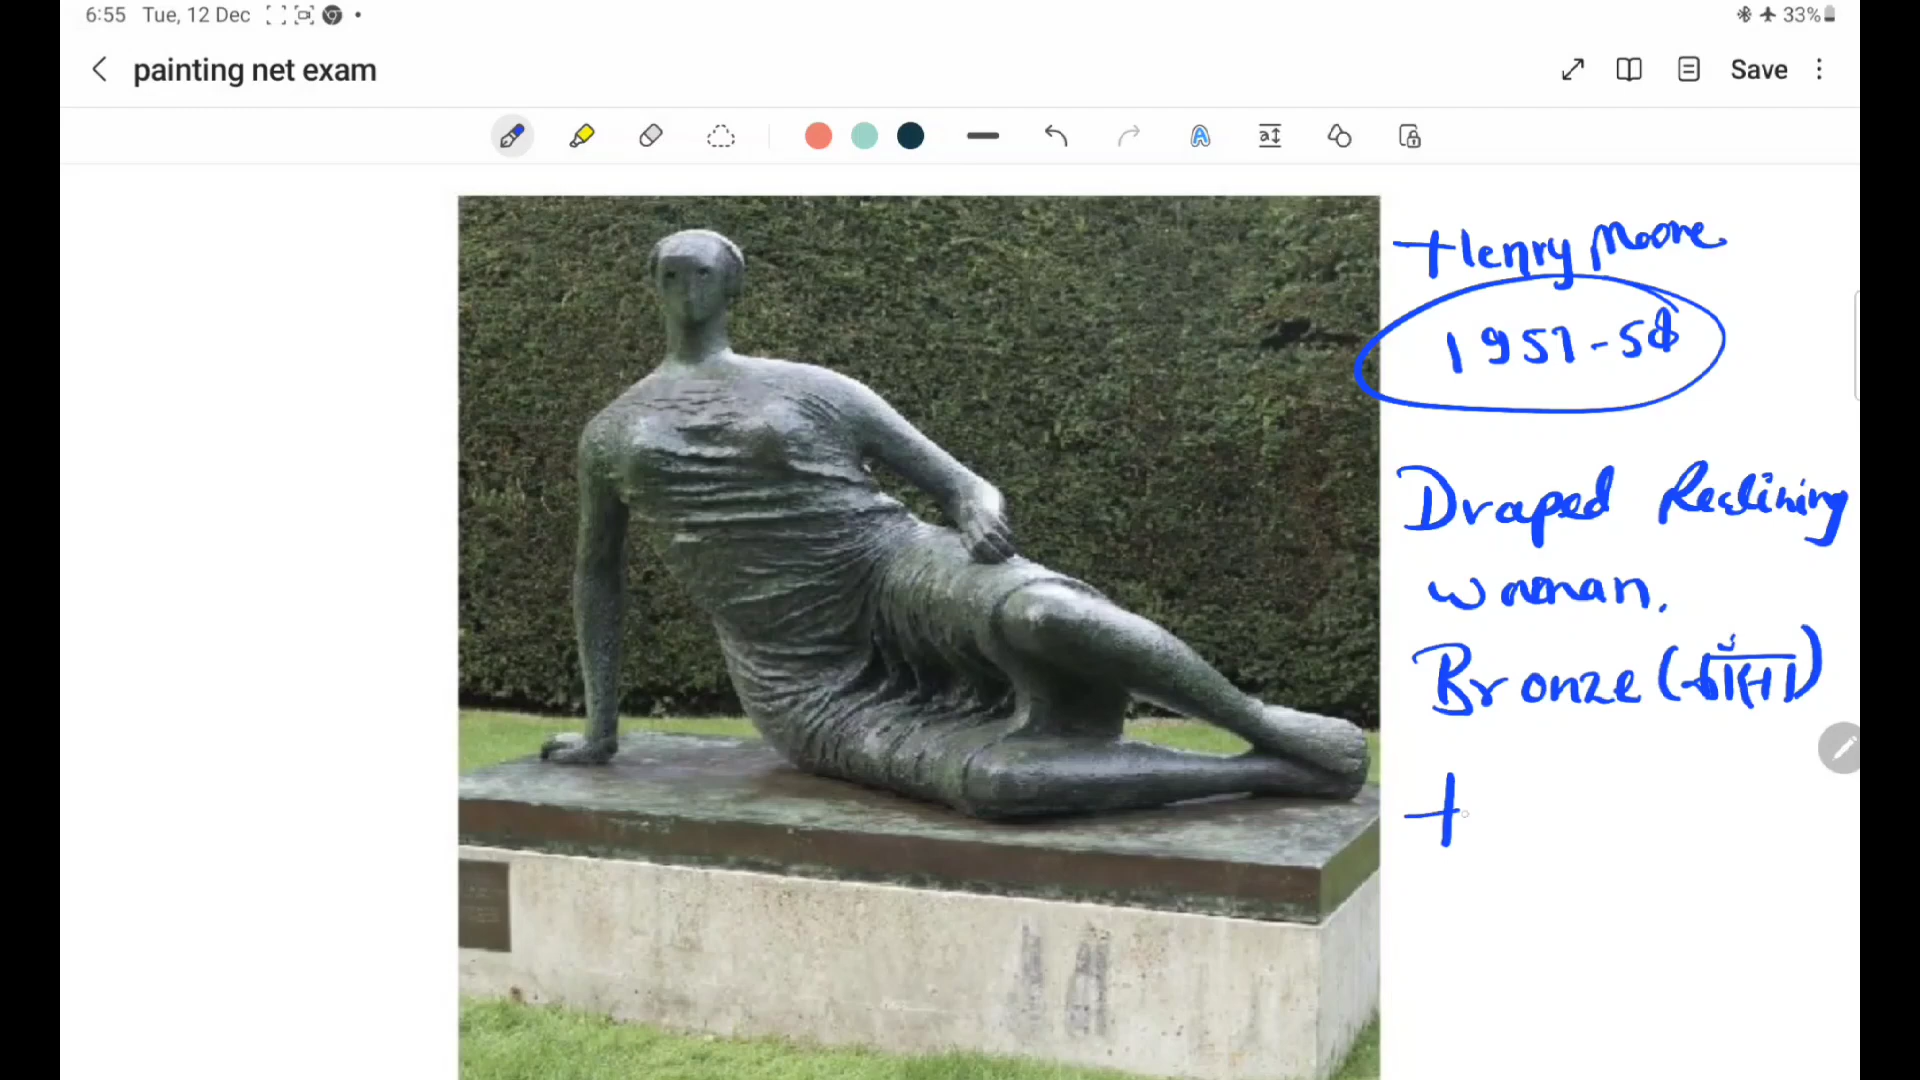 6:55 Tue, 12 Dec
33%
painting net exam
Save
Henry Moore
1957-58
Draped Reclining
woman.
Bronze (